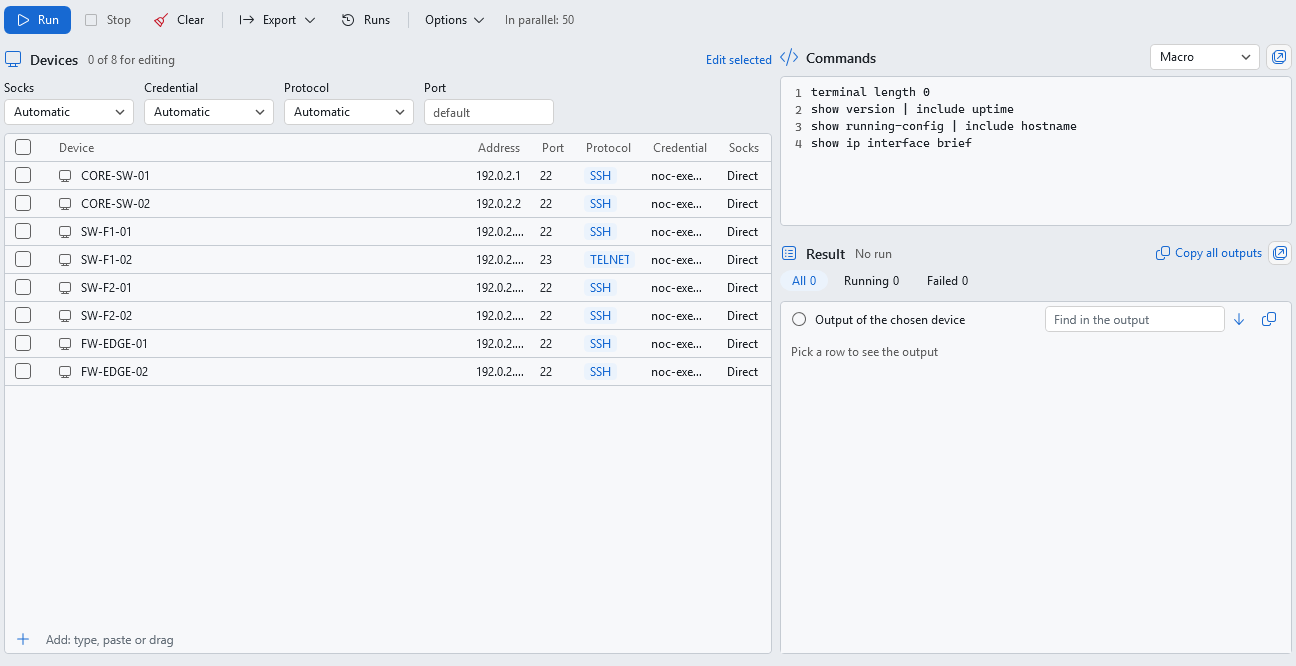 Run Stop Clear Export Runs Options In parallel: 50
Devices 0 of 8 for editing Edit selected
Socks Credential Protocol Port
Automatic Automatic Automatic default
Device Address Port Protocol Credential Socks
CORE-SW-01 192.0.2.1 22 SSH noc-exe... Direct
CORE-SW-02 192.0.2.2 22 SSH noc-exe... Direct
SW-F1-01 192.0.2.... 22 SSH noc-exe... Direct
SW-F1-02 192.0.2.... 23 TELNET noc-exe... Direct
SW-F2-01 192.0.2.... 22 SSH noc-exe... Direct
SW-F2-02 192.0.2.... 22 SSH noc-exe... Direct
FW-EDGE-01 192.0.2.... 22 SSH noc-exe... Direct
FW-EDGE-02 192.0.2.... 22 SSH noc-exe... Direct
Add: type, paste or drag
Commands Macro
1 terminal length 0
2 show version | include uptime
3 show running-config | include hostname
4 show ip interface brief
Result No run Copy all outputs
All 0 Running 0 Failed 0
Output of the chosen device Find in the output
Pick a row to see the output